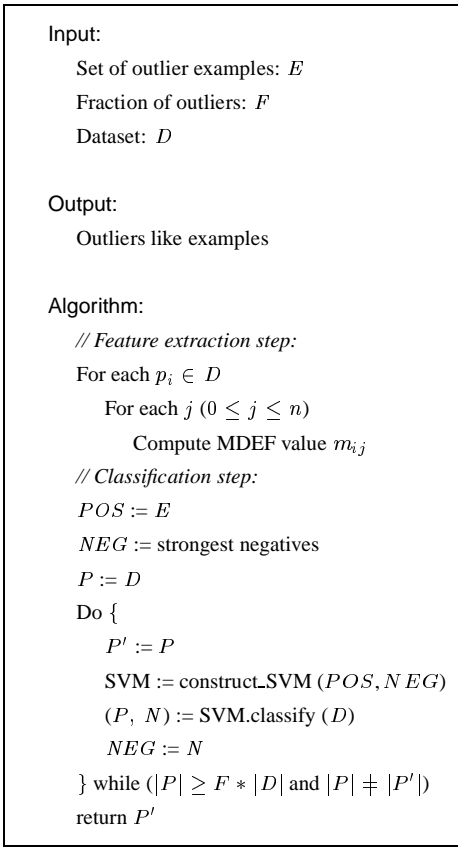 Input:
Set of outlier examples: E
Fraction of outliers: F
Dataset: D
Output:
Outliers like examples
Algorithm:
// Feature extraction step:
For each p_i ∈ D
For each j (0 ≤ j ≤ n)
Compute MDEF value m_ij
// Classification step:
POS := E
NEG := strongest negatives
P := D
Do {
P′ := P
SVM := construct_SVM (POS, NEG)
(P, N) := SVM.classify (D)
NEG := N
} while (|P| ≥ F * |D| and |P| ≠ |P′|)
return P′